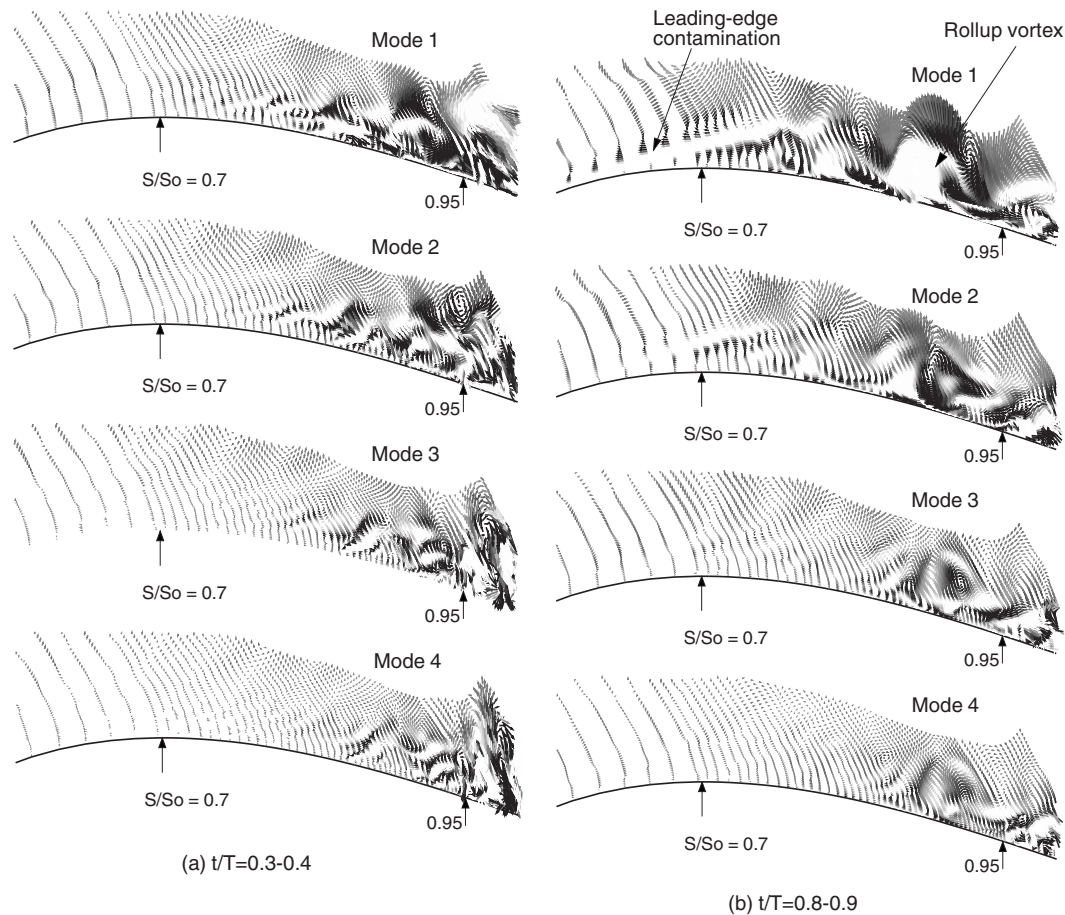 Mode 1
S/So = 0.7
0.95
Mode 2
S/So = 0.7
0.95
Mode 3
S/So = 0.7
0.95
Mode 4
S/So = 0.7
0.95
(a) t/T=0.3-0.4
Leading-edge
contamination
Rollup vortex
Mode 1
S/So = 0.7
0.95
Mode 2
S/So = 0.7
0.95
Mode 3
S/So = 0.7
0.95
Mode 4
S/So = 0.7
0.95
(b) t/T=0.8-0.9